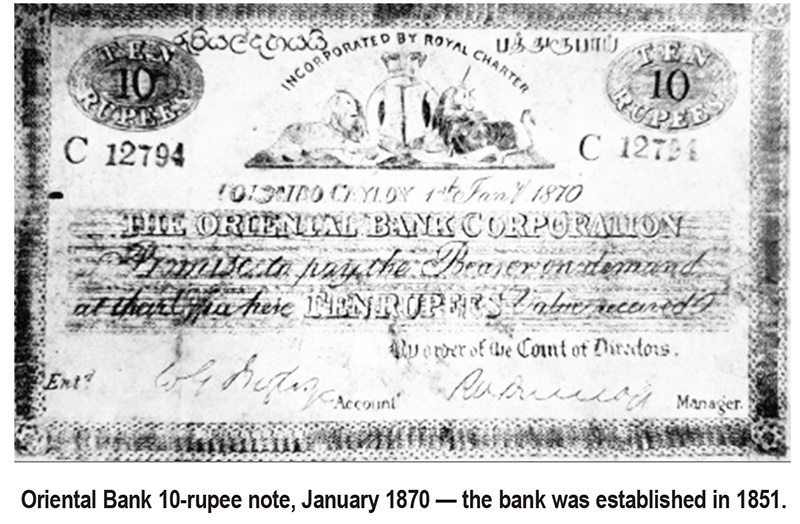 රුපියල්දහයයි
INCORPORATED BY ROYAL CHARTER
பத்துரூபாய்
TEN
10
RUPEES
TEN
10
RUPEES
C 12794
C 12794
COLOMBO CEYLON 1st Jany 1870
THE ORIENTAL BANK CORPORATION
Promise to pay the Bearer on demand
at their here TEN RUPEES Value received
By order of the Court of Directors.
Entd
Accountt
Manager.
Oriental Bank 10-rupee note, January 1870 — the bank was established in 1851.